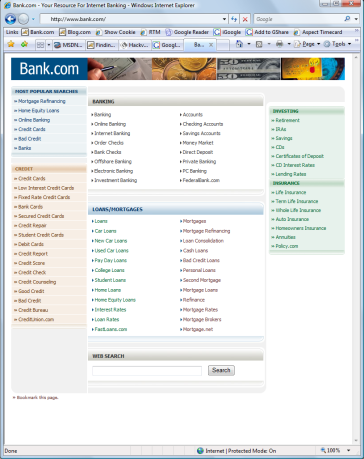 Bank.com - Your Resource For Internet Banking - Windows Internet Explorer
http://www.bank.com/
Google
Links Bank.com Blog.com Show Cookie RTM Google Reader iGoogle Add to GShare Aspect Timecard
MSDN... Findin... Hackv... Googl... Ba... Page Tools
Bank.com
MOST POPULAR SEARCHES
» Mortgage Refinancing
» Home Equity Loans
» Online Banking
» Credit Cards
» Bad Credit
» Banks
CREDIT
» Credit Cards
» Low Interest Credit Cards
» Fixed Rate Credit Cards
» Bank Cards
» Secured Credit Cards
» Credit Repair
» Student Credit Cards
» Debit Cards
» Credit Report
» Credit Score
» Credit Check
» Credit Counseling
» Good Credit
» Bad Credit
» Credit Bureau
» CreditUnion.com
» Bookmark this page.
BANKING
Banking
Online Banking
Internet Banking
Order Checks
Bank Checks
Offshore Banking
Electronic Banking
Investment Banking
Accounts
Checking Accounts
Savings Accounts
Money Market
Direct Deposit
Private Banking
PC Banking
FederalBank.com
LOANS/MORTGAGES
Loans
Car Loans
New Car Loans
Used Car Loans
Pay Day Loans
College Loans
Student Loans
Home Loans
Home Equity Loans
Interest Rates
Loan Rates
FastLoans.com
Mortgages
Mortgage Refinancing
Loan Consolidation
Cash Loans
Bad Credit Loans
Personal Loans
Second Mortgage
Mortgage Loans
Refinance
Mortgage Rates
Mortgage Brokers
Mortgage.net
WEB SEARCH
Search
INVESTING
» Retirement
» IRAs
» Savings
» CDs
» Certificates of Deposit
» CD Interest Rates
» Lending Rates
INSURANCE
» Life Insurance
» Term Life Insurance
» Whole Life Insurance
» Auto Insurance
» Homeowners Insurance
» Annuities
» Policy.com
Done
Internet | Protected Mode: On
100%